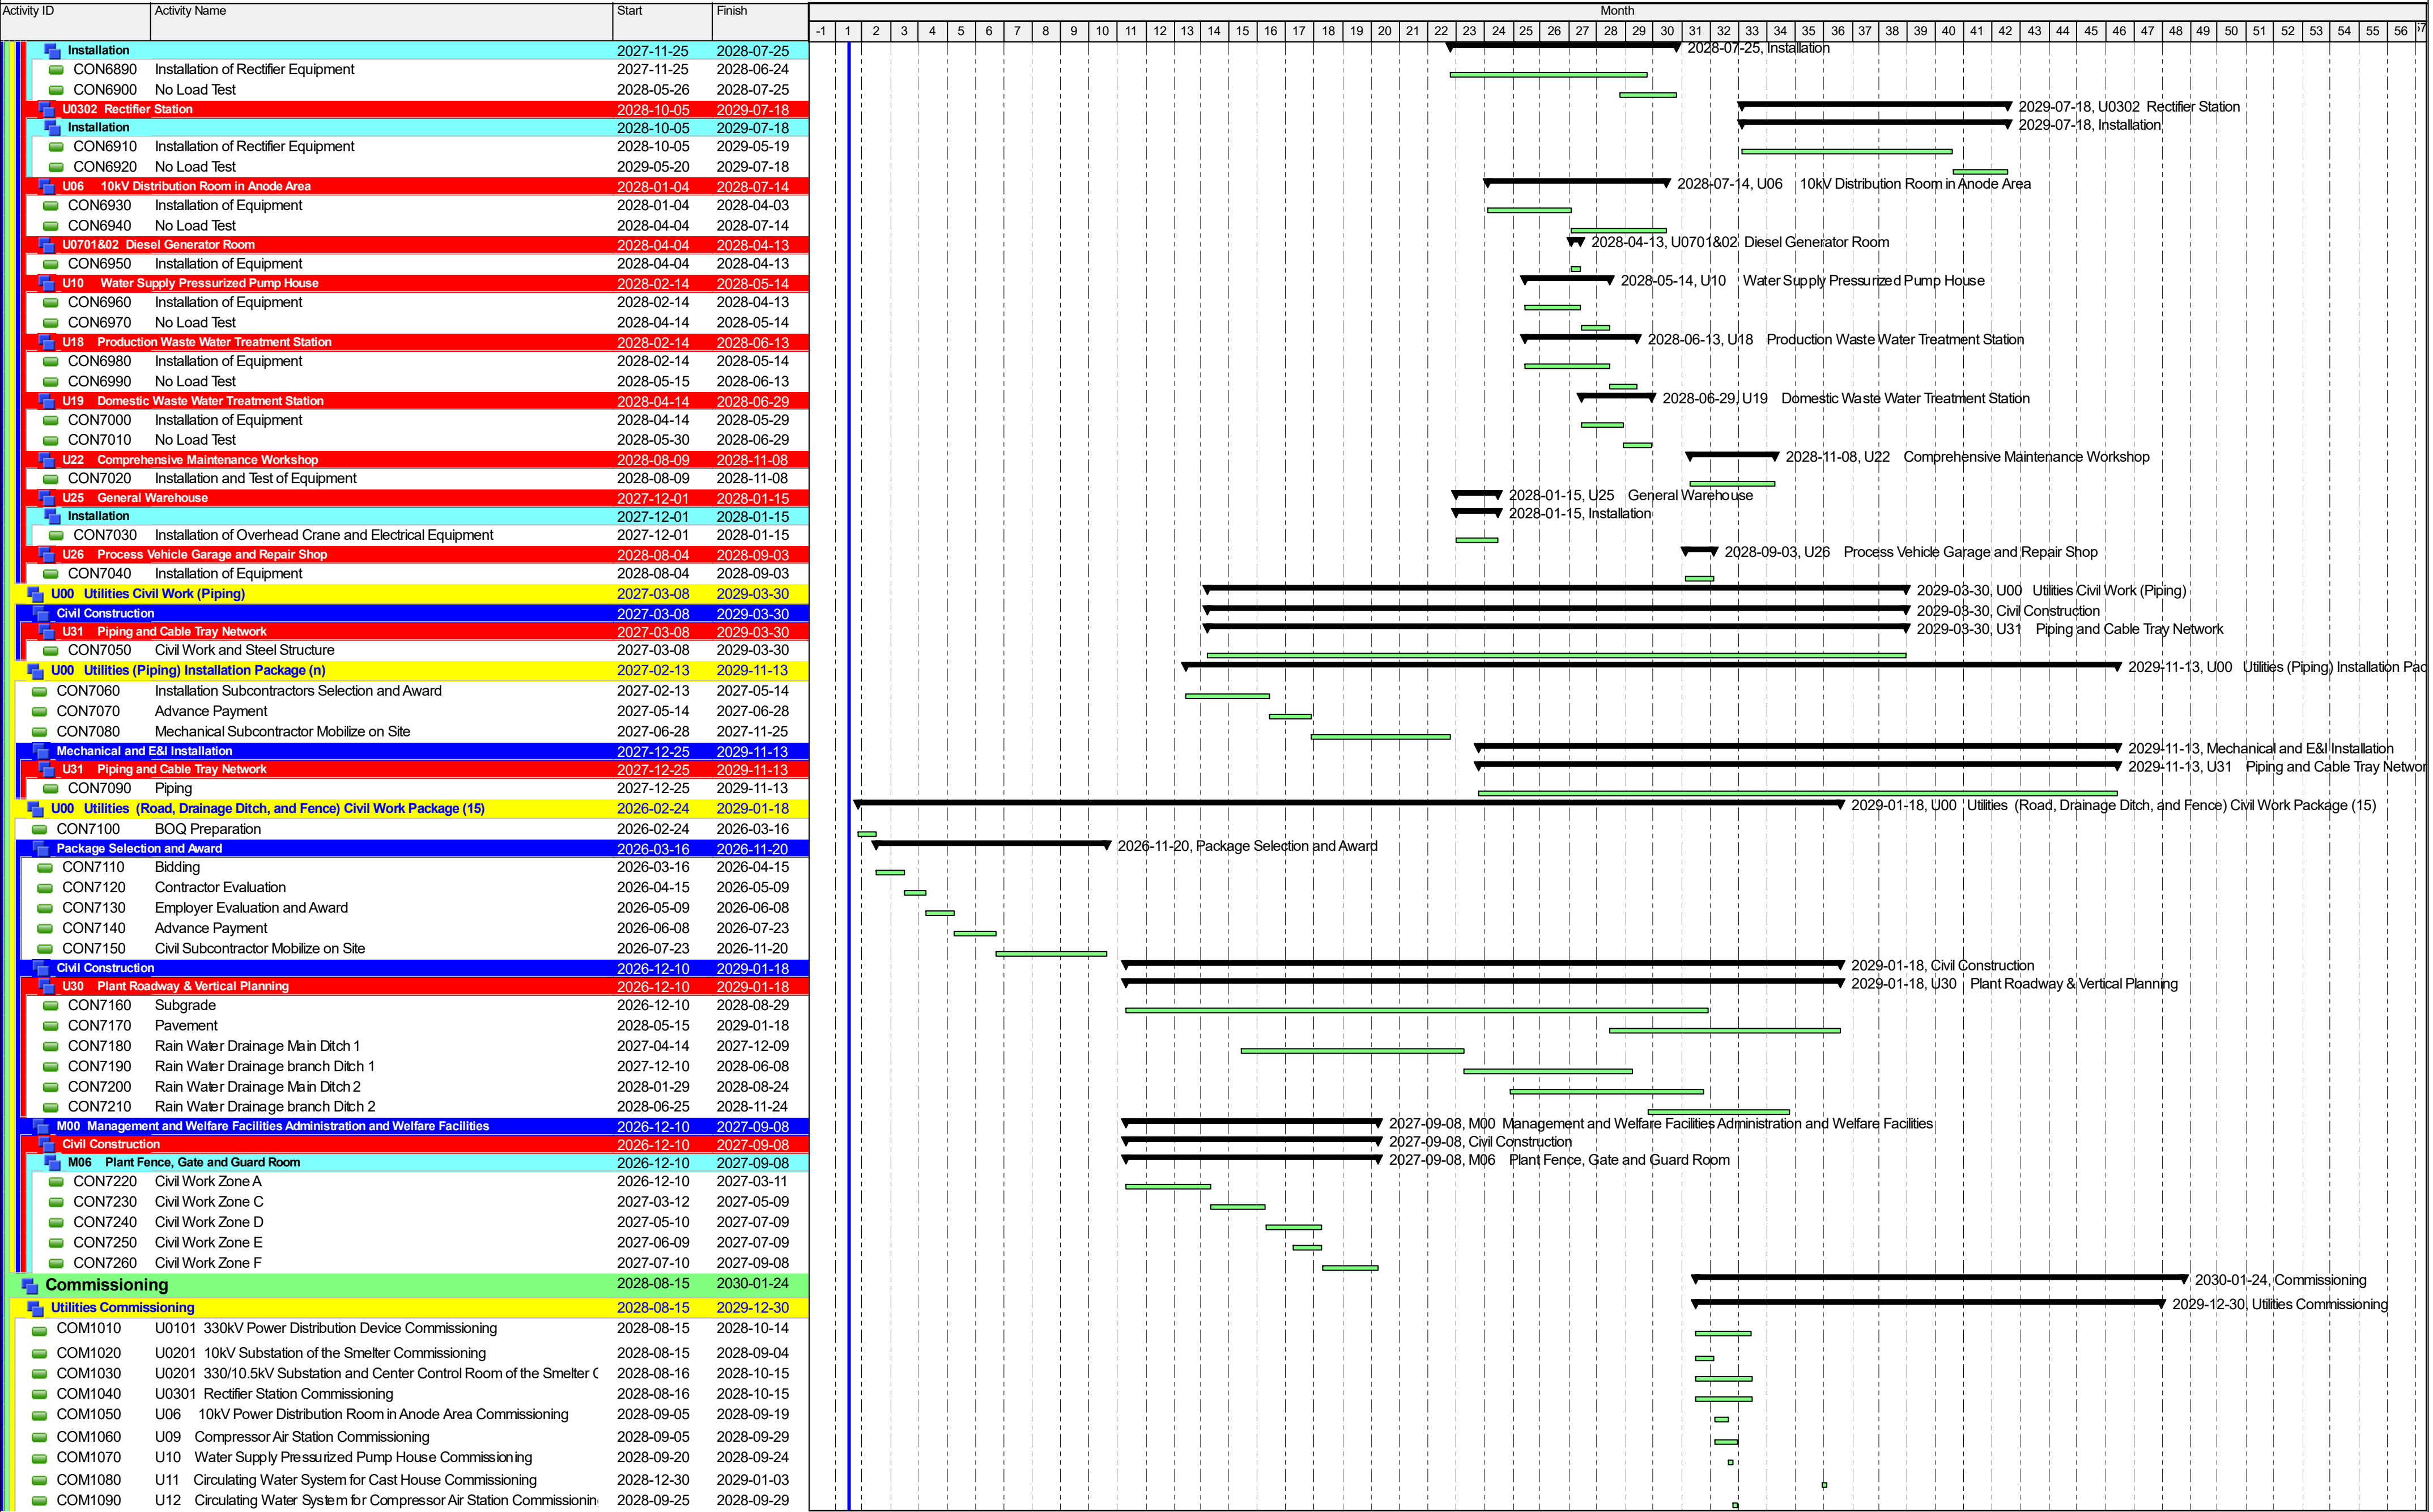 Activity ID Activity Name Start Finish Month
-1 1 2 3 4 5 6 7 8 9 10 11 12 13 14 15 16 17 18 19 20 21 22 23 24 25 26 27 28 29 30 31 32 33 34 35 36 37 38 39 40 41 42 43 44 45 46 47 48 49 50 51 52 53 54 55 56
Installation 2027-11-25 2028-07-25 2028-07-25, Installation
CON6890 Installation of Rectifier Equipment 2027-11-25 2028-06-24
CON6900 No Load Test 2028-05-26 2028-07-25
U0302 Rectifier Station 2028-10-05 2029-07-18 2029-07-18, U0302 Rectifier Station
Installation 2028-10-05 2029-07-18 2029-07-18, Installation
CON6910 Installation of Rectifier Equipment 2028-10-05 2029-05-19
CON6920 No Load Test 2029-05-20 2029-07-18
U06 10kV Distribution Room in Anode Area 2028-01-04 2028-07-14 2028-07-14, U06 10kV Distribution Room in Anode Area
CON6930 Installation of Equipment 2028-01-04 2028-04-03
CON6940 No Load Test 2028-04-04 2028-07-14
U0701&02 Diesel Generator Room 2028-04-04 2028-04-13 2028-04-13, U0701&02 Diesel Generator Room
CON6950 Installation of Equipment 2028-04-04 2028-04-13
U10 Water Supply Pressurized Pump House 2028-02-14 2028-05-14 2028-05-14, U10 Water Supply Pressurized Pump House
CON6960 Installation of Equipment 2028-02-14 2028-04-13
CON6970 No Load Test 2028-04-14 2028-05-14
U18 Production Waste Water Treatment Station 2028-02-14 2028-06-13 2028-06-13, U18 Production Waste Water Treatment Station
CON6980 Installation of Equipment 2028-02-14 2028-05-14
CON6990 No Load Test 2028-05-15 2028-06-13
U19 Domestic Waste Water Treatment Station 2028-04-14 2028-06-29 2028-06-29, U19 Domestic Waste Water Treatment Station
CON7000 Installation of Equipment 2028-04-14 2028-05-29
CON7010 No Load Test 2028-05-30 2028-06-29
U22 Comprehensive Maintenance Workshop 2028-08-09 2028-11-08 2028-11-08, U22 Comprehensive Maintenance Workshop
CON7020 Installation and Test of Equipment 2028-08-09 2028-11-08
U25 General Warehouse 2027-12-01 2028-01-15 2028-01-15, U25 General Warehouse
Installation 2027-12-01 2028-01-15 2028-01-15, Installation
CON7030 Installation of Overhead Crane and Electrical Equipment 2027-12-01 2028-01-15
U26 Process Vehicle Garage and Repair Shop 2028-08-04 2028-09-03 2028-09-03, U26 Process Vehicle Garage and Repair Shop
CON7040 Installation of Equipment 2028-08-04 2028-09-03
U00 Utilities Civil Work (Piping) 2027-03-08 2029-03-30 2029-03-30, U00 Utilities Civil Work (Piping)
Civil Construction 2027-03-08 2029-03-30 2029-03-30, Civil Construction
U31 Piping and Cable Tray Network 2027-03-08 2029-03-30 2029-03-30, U31 Piping and Cable Tray Network
CON7050 Civil Work and Steel Structure 2027-03-08 2029-03-30
U00 Utilities (Piping) Installation Package (n) 2027-02-13 2029-11-13 2029-11-13, U00 Utilities (Piping) Installation Pac
CON7060 Installation Subcontractors Selection and Award 2027-02-13 2027-05-14
CON7070 Advance Payment 2027-05-14 2027-06-28
CON7080 Mechanical Subcontractor Mobilize on Site 2027-06-28 2027-11-25
Mechanical and E&I Installation 2027-12-25 2029-11-13 2029-11-13, Mechanical and E&I Installation
U31 Piping and Cable Tray Network 2027-12-25 2029-11-13 2029-11-13, U31 Piping and Cable Tray Networ
CON7090 Piping 2027-12-25 2029-11-13
U00 Utilities (Road, Drainage Ditch, and Fence) Civil Work Package (15) 2026-02-24 2029-01-18 2029-01-18, U00 Utilities (Road, Drainage Ditch, and Fence) Civil Work Package (15)
CON7100 BOQ Preparation 2026-02-24 2026-03-16
Package Selection and Award 2026-03-16 2026-11-20 2026-11-20, Package Selection and Award
CON7110 Bidding 2026-03-16 2026-04-15
CON7120 Contractor Evaluation 2026-04-15 2026-05-09
CON7130 Employer Evaluation and Award 2026-05-09 2026-06-08
CON7140 Advance Payment 2026-06-08 2026-07-23
CON7150 Civil Subcontractor Mobilize on Site 2026-07-23 2026-11-20
Civil Construction 2026-12-10 2029-01-18 2029-01-18, Civil Construction
U30 Plant Roadway & Vertical Planning 2026-12-10 2029-01-18 2029-01-18, U30 Plant Roadway & Vertical Planning
CON7160 Subgrade 2026-12-10 2028-08-29
CON7170 Pavement 2028-05-15 2029-01-18
CON7180 Rain Water Drainage Main Ditch 1 2027-04-14 2027-12-09
CON7190 Rain Water Drainage branch Ditch 1 2027-12-10 2028-06-08
CON7200 Rain Water Drainage Main Ditch 2 2028-01-29 2028-08-24
CON7210 Rain Water Drainage branch Ditch 2 2028-06-25 2028-11-24
M00 Management and Welfare Facilities Administration and Welfare Facilities 2026-12-10 2027-09-08 2027-09-08, M00 Management and Welfare Facilities Administration and Welfare Facilities
Civil Construction 2026-12-10 2027-09-08 2027-09-08, Civil Construction
M06 Plant Fence, Gate and Guard Room 2026-12-10 2027-09-08 2027-09-08, M06 Plant Fence, Gate and Guard Room
CON7220 Civil Work Zone A 2026-12-10 2027-03-11
CON7230 Civil Work Zone C 2027-03-12 2027-05-09
CON7240 Civil Work Zone D 2027-05-10 2027-07-09
CON7250 Civil Work Zone E 2027-06-09 2027-07-09
CON7260 Civil Work Zone F 2027-07-10 2027-09-08
Commissioning 2028-08-15 2030-01-24 2030-01-24, Commissioning
Utilities Commissioning 2028-08-15 2029-12-30 2029-12-30, Utilities Commissioning
COM1010 U0101 330kV Power Distribution Device Commissioning 2028-08-15 2028-10-14
COM1020 U0201 10kV Substation of the Smelter Commissioning 2028-08-15 2028-09-04
COM1030 U0201 330/10.5kV Substation and Center Control Room of the Smelter C 2028-08-16 2028-10-15
COM1040 U0301 Rectifier Station Commissioning 2028-08-16 2028-10-15
COM1050 U06 10kV Power Distribution Room in Anode Area Commissioning 2028-09-05 2028-09-19
COM1060 U09 Compressor Air Station Commissioning 2028-09-05 2028-09-29
COM1070 U10 Water Supply Pressurized Pump House Commissioning 2028-09-20 2028-09-24
COM1080 U11 Circulating Water System for Cast House Commissioning 2028-12-30 2029-01-03
COM1090 U12 Circulating Water System for Compressor Air Station Commissionin 2028-09-25 2028-09-29